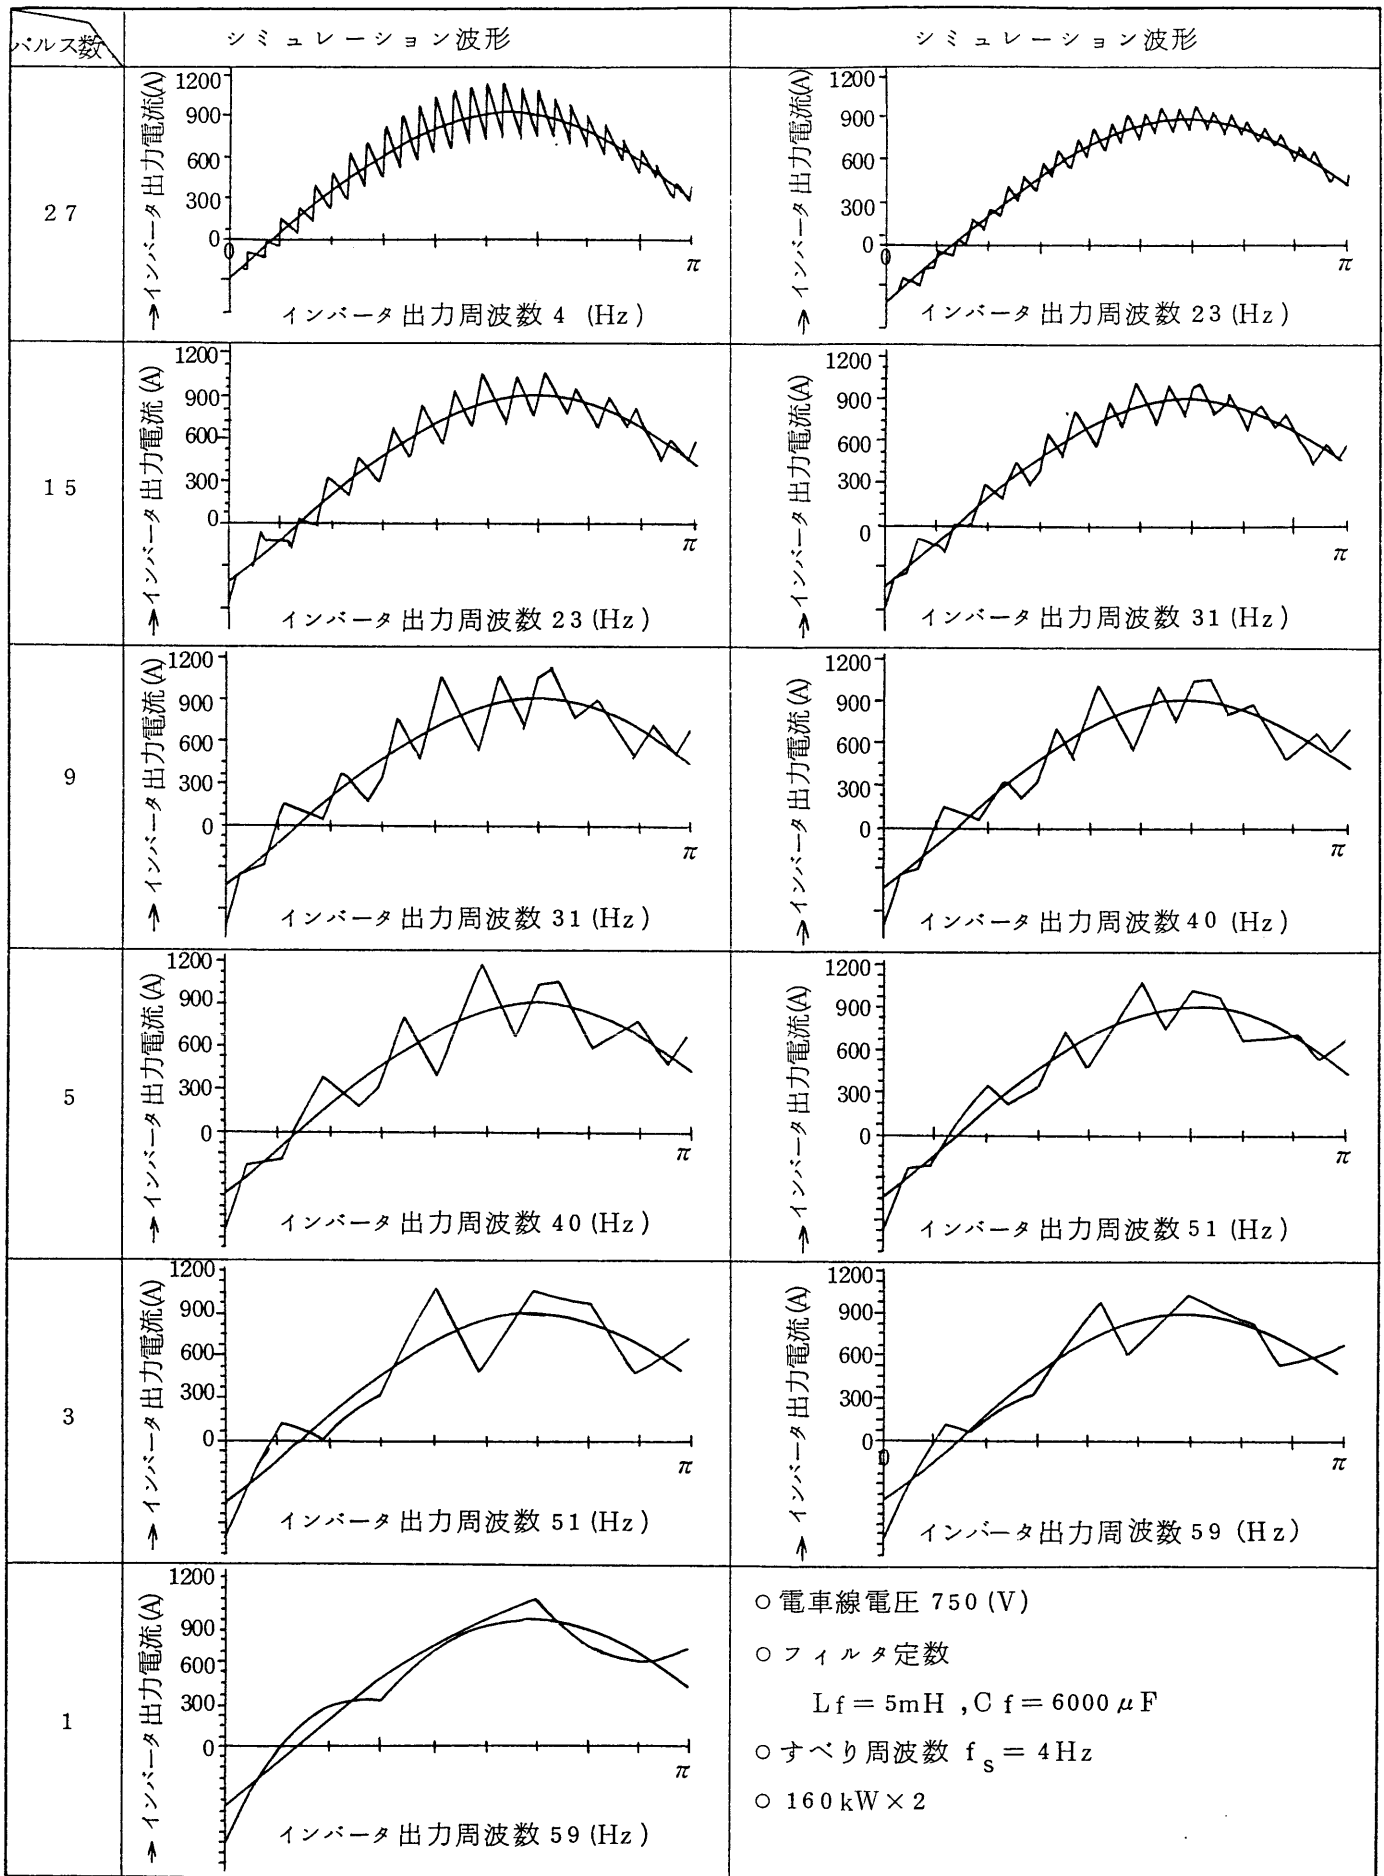 パルス数
シミュレーション波形
シミュレーション波形
27
→インバータ出力電流(A)
1200
900
600
300
0
0
π
インバータ出力周波数 4 (Hz)
→インバータ出力電流(A)
1200
900
600
300
0
0
π
インバータ出力周波数 23 (Hz)
15
→インバータ出力電流(A)
1200
900
600
300
0
π
インバータ出力周波数 23 (Hz)
→インバータ出力電流(A)
1200
900
600
300
0
π
インバータ出力周波数 31 (Hz)
9
→インバータ出力電流(A)
1200
900
600
300
0
π
インバータ出力周波数 31 (Hz)
→インバータ出力電流(A)
1200
900
600
300
0
π
インバータ出力周波数 40 (Hz)
5
→インバータ出力電流(A)
1200
900
600
300
0
π
インバータ出力周波数 40 (Hz)
→インバータ出力電流(A)
1200
900
600
300
0
π
インバータ出力周波数 51 (Hz)
3
→インバータ出力電流(A)
1200
900
600
300
0
π
インバータ出力周波数 51 (Hz)
→インバータ出力電流(A)
1200
900
600
300
0
0
π
インバータ出力周波数 59 (Hz)
1
→インバータ出力電流(A)
1200
900
600
300
0
π
インバータ出力周波数 59 (Hz)
○ 電車線電圧 750 (V)
○ フィルタ定数
Lf = 5mH , Cf = 6000 μF
○ すべり周波数 fs = 4Hz
○ 160kW×2